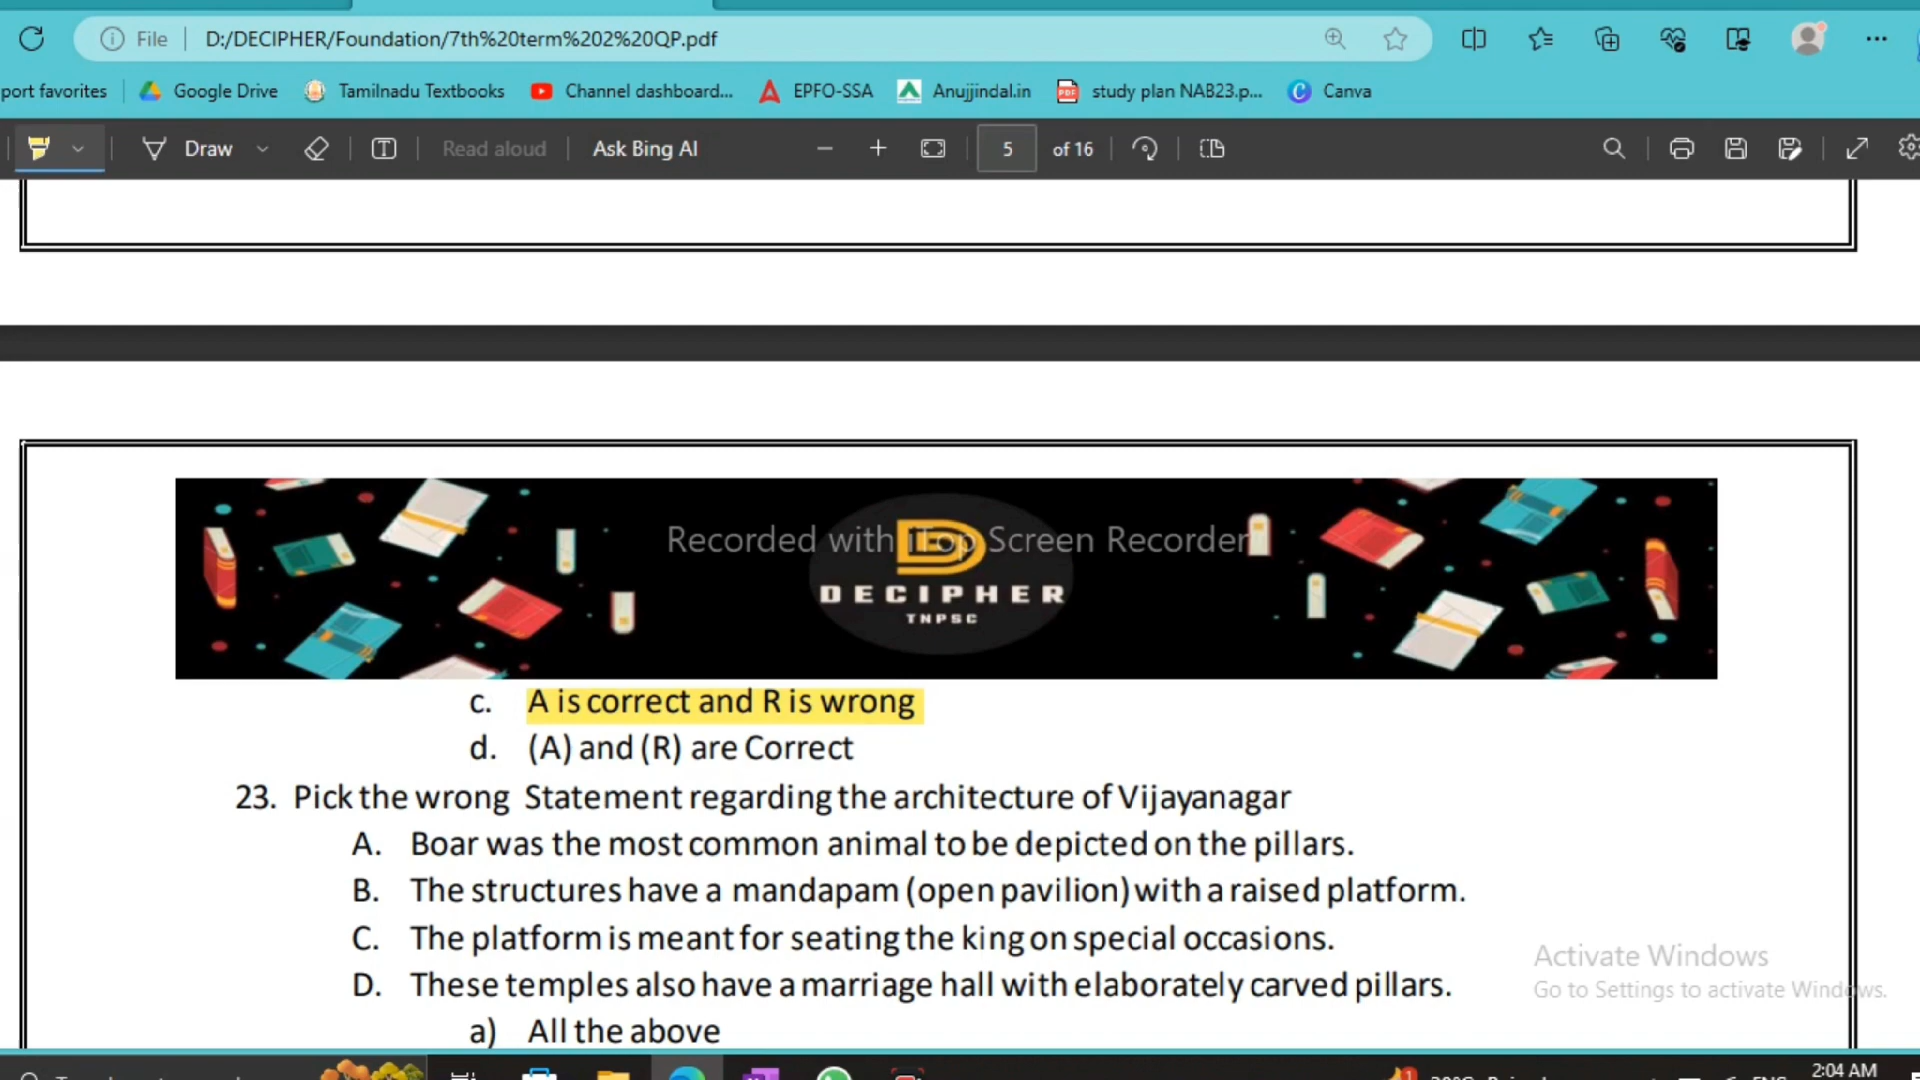 File D:/DECIPHER/Foundation/7th%20term%202%20QP.pdf
port favorites Google Drive Tamilnadu Textbooks Channel dashboard... EPFO-SSA Anujjindal.in study plan NAB23.p... Canva
Draw Read aloud Ask Bing AI 5 of 16
Recorded with iTop Screen Recorder
DECIPHER
TNPSC
c. A is correct and R is wrong
d. (A) and (R) are Correct
23. Pick the wrong Statement regarding the architecture of Vijayanagar
A. Boar was the most common animal to be depicted on the pillars.
B. The structures have a mandapam (open pavilion) with a raised platform.
C. The platform is meant for seating the king on special occasions.
D. These temples also have a marriage hall with elaborately carved pillars.
a) All the above
Activate Windows
Go to Settings to activate Windows.
2:04 AM